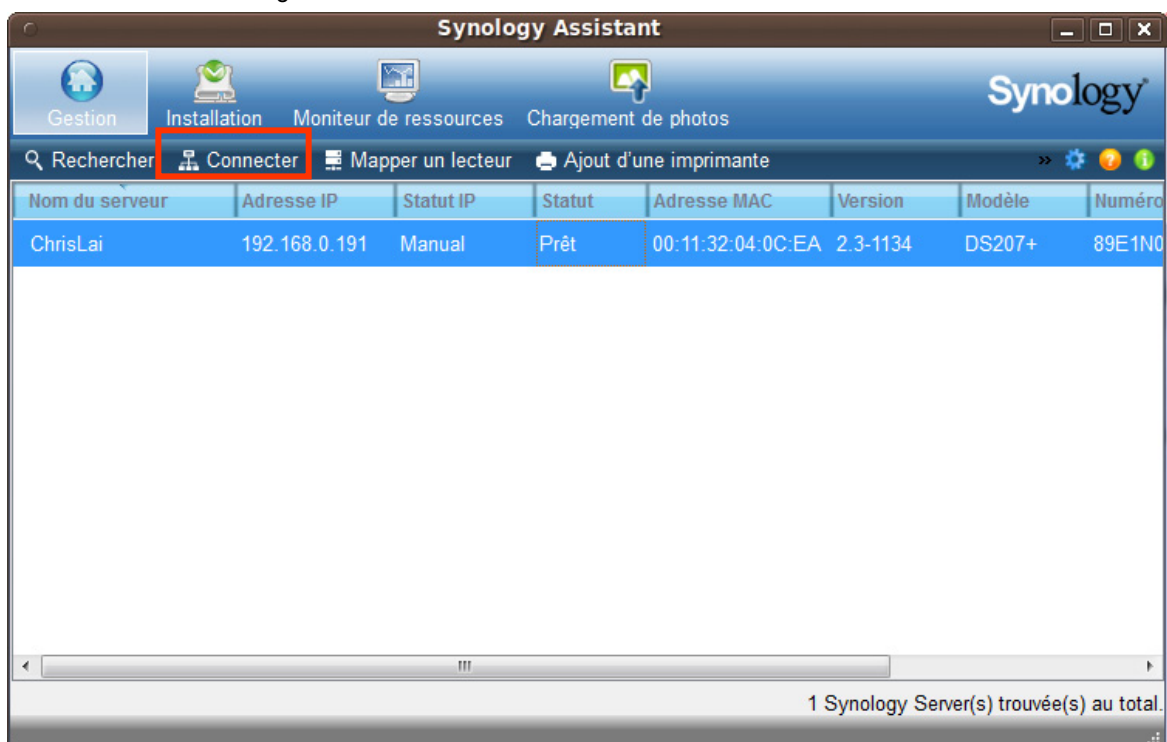 Synology Assistant
Synology
Gestion Installation Moniteur de ressources Chargement de photos
Rechercher Connecter Mapper un lecteur Ajout d'une imprimante »
Nom du serveur Adresse IP Statut IP Statut Adresse MAC Version Modèle Numéro
ChrisLai 192.168.0.191 Manual Prêt 00:11:32:04:0C:EA 2.3-1134 DS207+ 89E1N0
1 Synology Server(s) trouvée(s) au total.